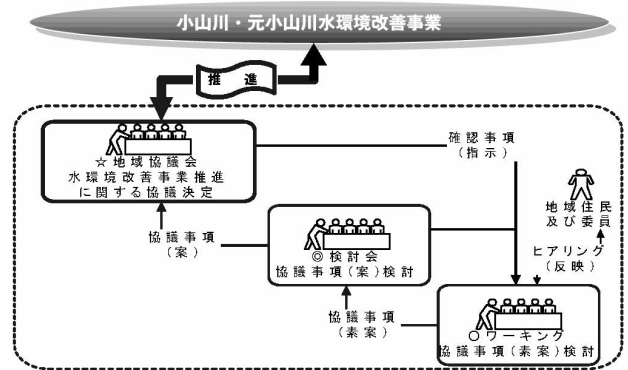 小山川・元小山川水環境改善事業
推 進
☆地域協議会
水環境改善事業推進
に関する協議決定
確認事項
(指示)
地域住民
及び委員
協議事項
(案)
◎検討会
協議事項(案)検討
ヒアリング
(反映)
協議事項
(素案)
○ワーキング
協議事項(素案)検討